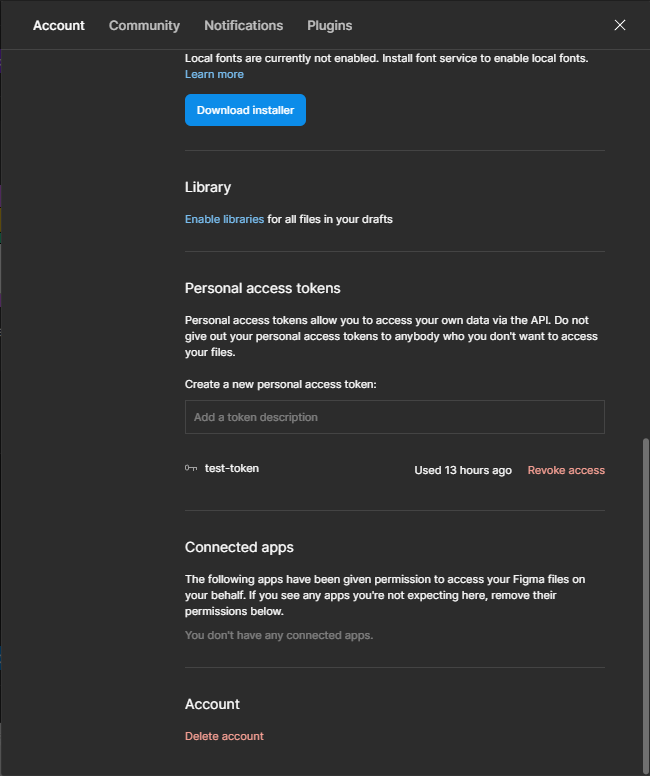 Account Community Notifications Plugins
Local fonts are currently not enabled. Install font service to enable local fonts.
Learn more
Download installer
Library
Enable libraries for all files in your drafts
Personal access tokens
Personal access tokens allow you to access your own data via the API. Do not
give out your personal access tokens to anybody who you don't want to access
your files.
Create a new personal access token:
Add a token description
test-token Used 13 hours ago Revoke access
Connected apps
The following apps have been given permission to access your Figma files on
your behalf. If you see any apps you're not expecting here, remove their
permissions below.
You don't have any connected apps.
Account
Delete account